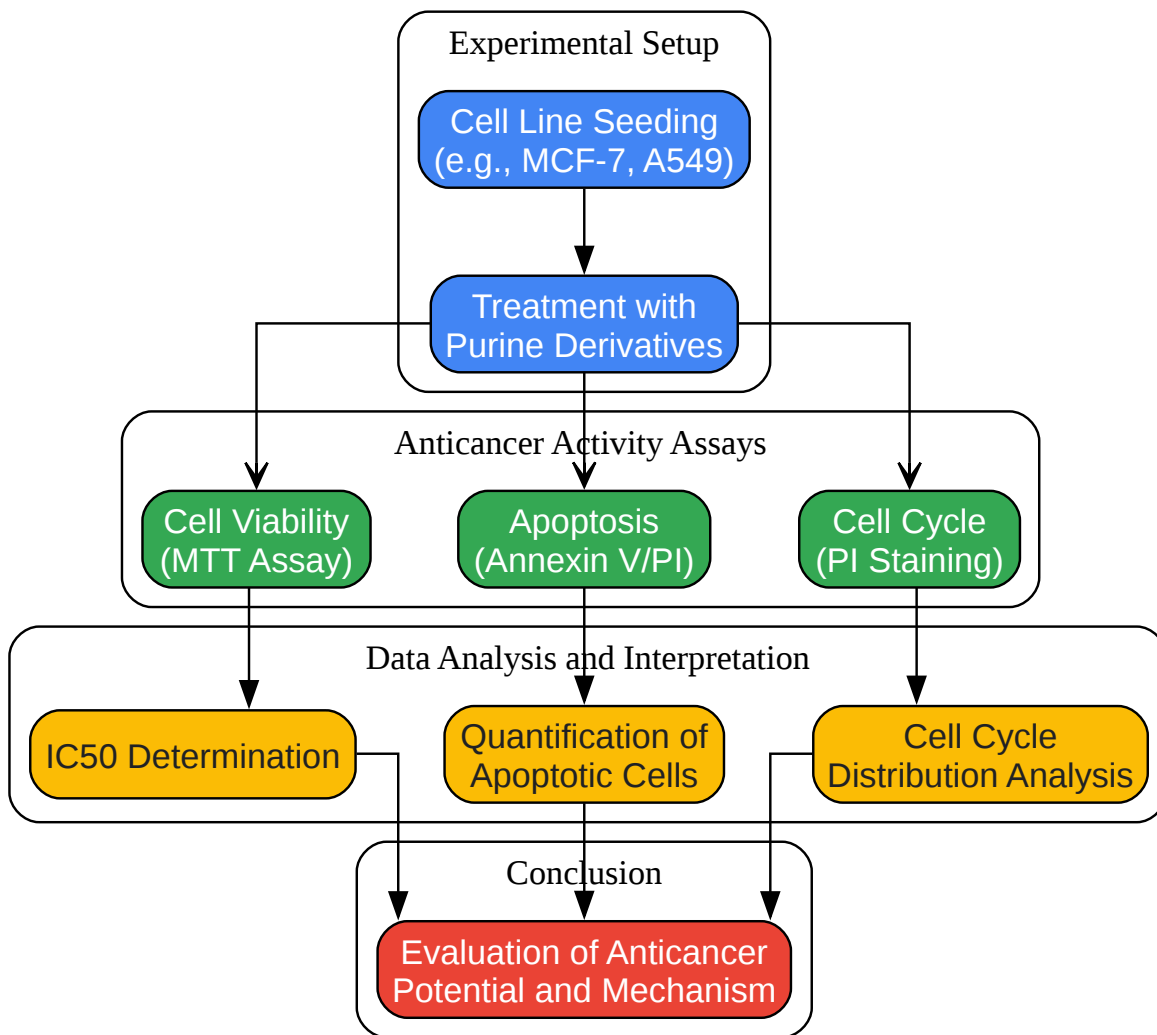 Experimental Setup
Cell Line Seeding
(e.g., MCF-7, A549)
Treatment with
Purine Derivatives
Anticancer Activity Assays
Cell Viability
(MTT Assay)
Apoptosis
(Annexin V/PI)
Cell Cycle
(PI Staining)
Data Analysis and Interpretation
IC50 Determination
Quantification of
Apoptotic Cells
Cell Cycle
Distribution Analysis
Conclusion
Evaluation of Anticancer
Potential and Mechanism